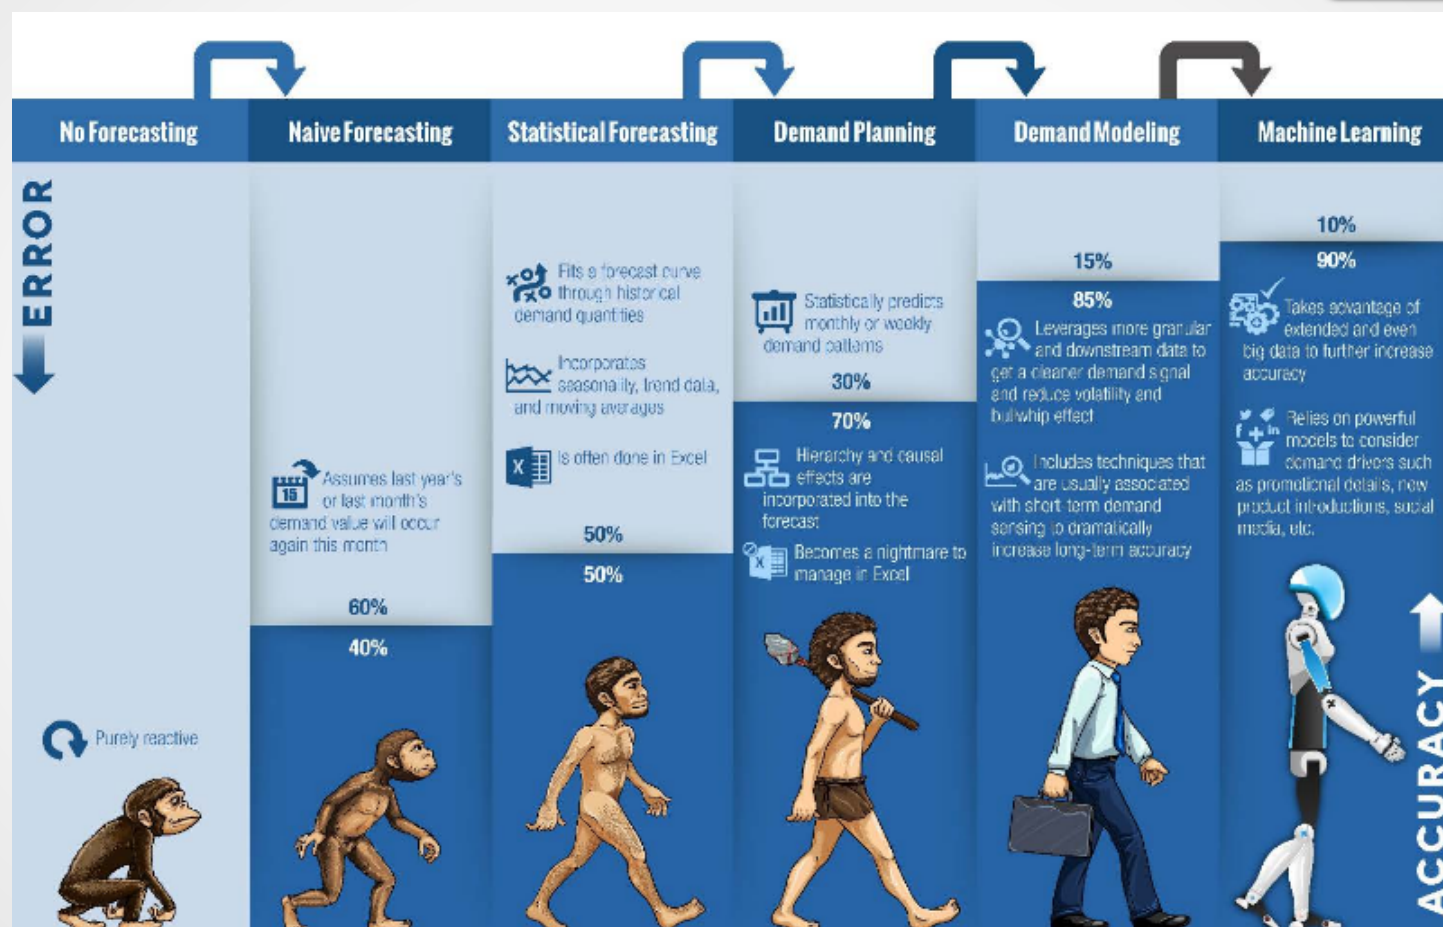 No Forecasting
Naive Forecasting
Statistical Forecasting
Demand Planning
Demand Modeling
Machine Learning
ERROR
Purely reactive
Assumes last year's
or last month's
demand value will occur
again this month
60%
40%
Fits a forecast curve
through historical
demand quantities
Incorporates
seasonality, trend data,
and moving averages
X
Is often done in Excel
50%
50%
Statistically predicts
monthly or weekly
demand patterns
30%
70%
Hierarchy and causal
effects are
incorporated into the
forecast
X
Becomes a nightmare to
manage in Excel
15%
85%
Leverages more granular
and downstream data to
get a cleaner demand signal
and reduce volatility and
bullwhip effect
Includes techniques that
are usually associated
with short-term demand
sensing to dramatically
increase long-term accuracy
10%
90%
Takes advantage of
extended and even
big data to further increase
accuracy
f + in
Relies on powerful
models to consider
demand drivers such
as promotional details, new
product introductions, social
media, etc.
15
ACCURACY